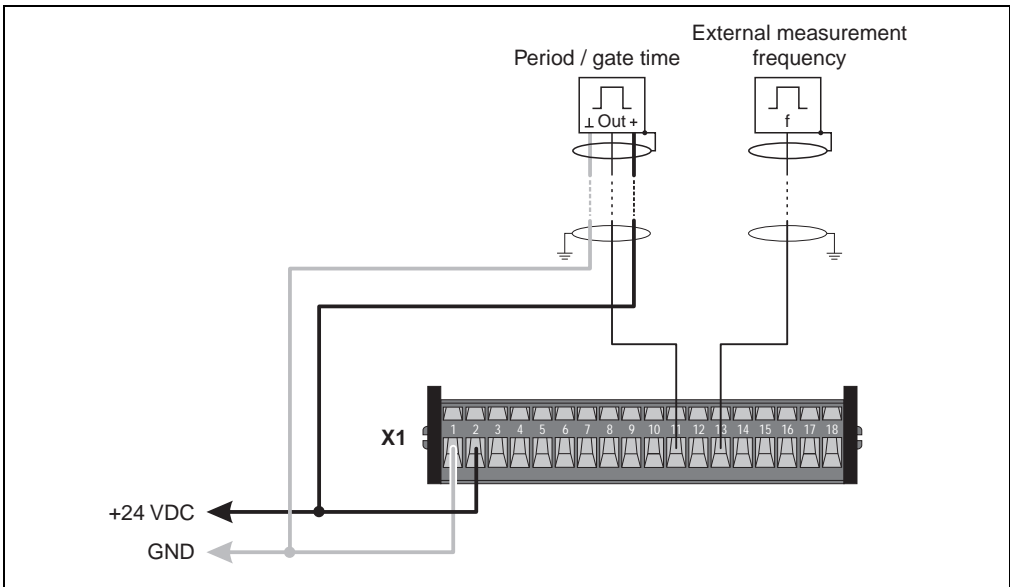 External measurement
frequency
Period / gate time
⊥ Out +
f
X1
1 2 3 4 5 6 7 8 9 10 11 12 13 14 15 16 17 18
+24 VDC
GND